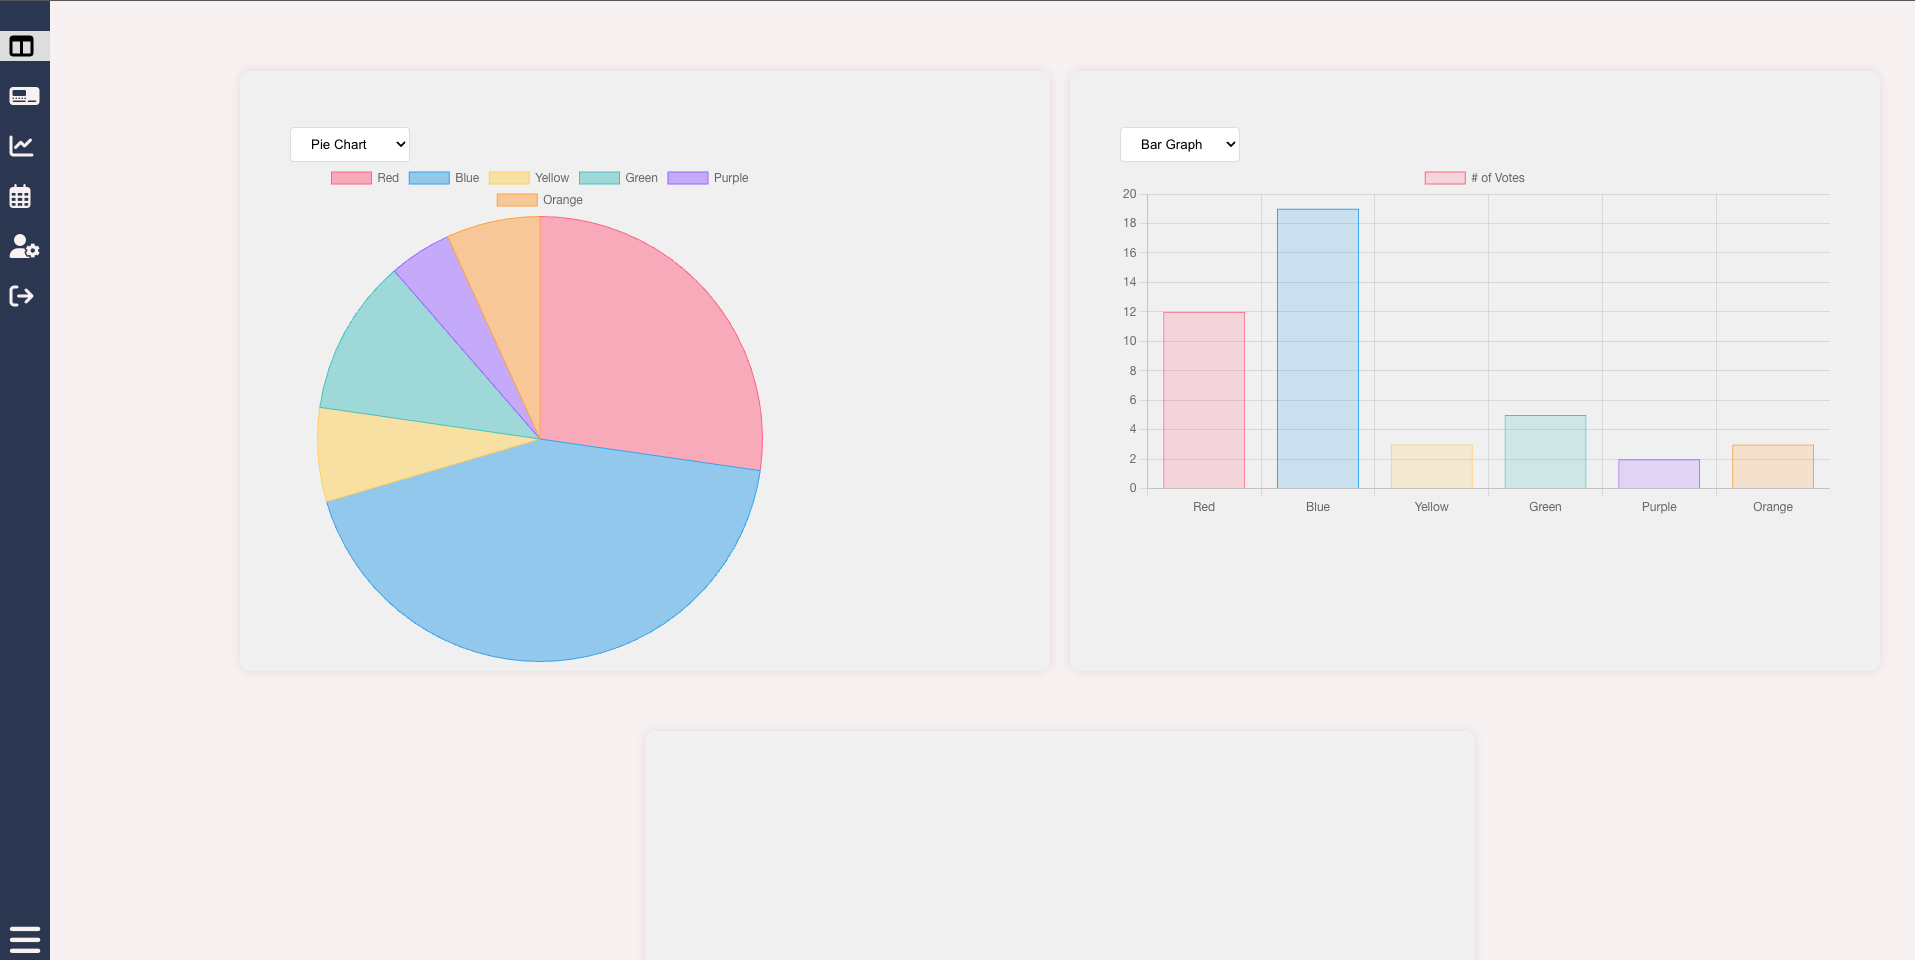 Pie Chart
Red Blue Yellow Green Purple
Orange
Bar Graph
# of Votes
20
18
16
14
12
10
8
6
4
2
0
Red Blue Yellow Green Purple Orange